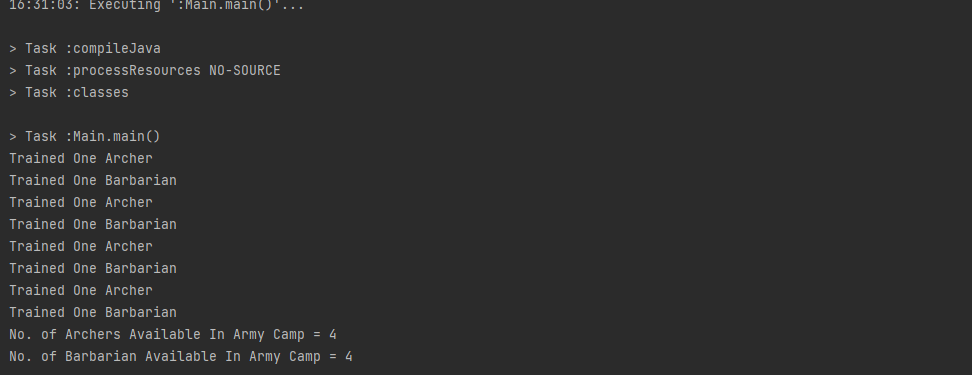 16:31:03: Executing ':Main.main()'...
> Task :compileJava
> Task :processResources NO-SOURCE
> Task :classes
> Task :Main.main()
Trained One Archer
Trained One Barbarian
Trained One Archer
Trained One Barbarian
Trained One Archer
Trained One Barbarian
Trained One Archer
Trained One Barbarian
No. of Archers Available In Army Camp = 4
No. of Barbarian Available In Army Camp = 4